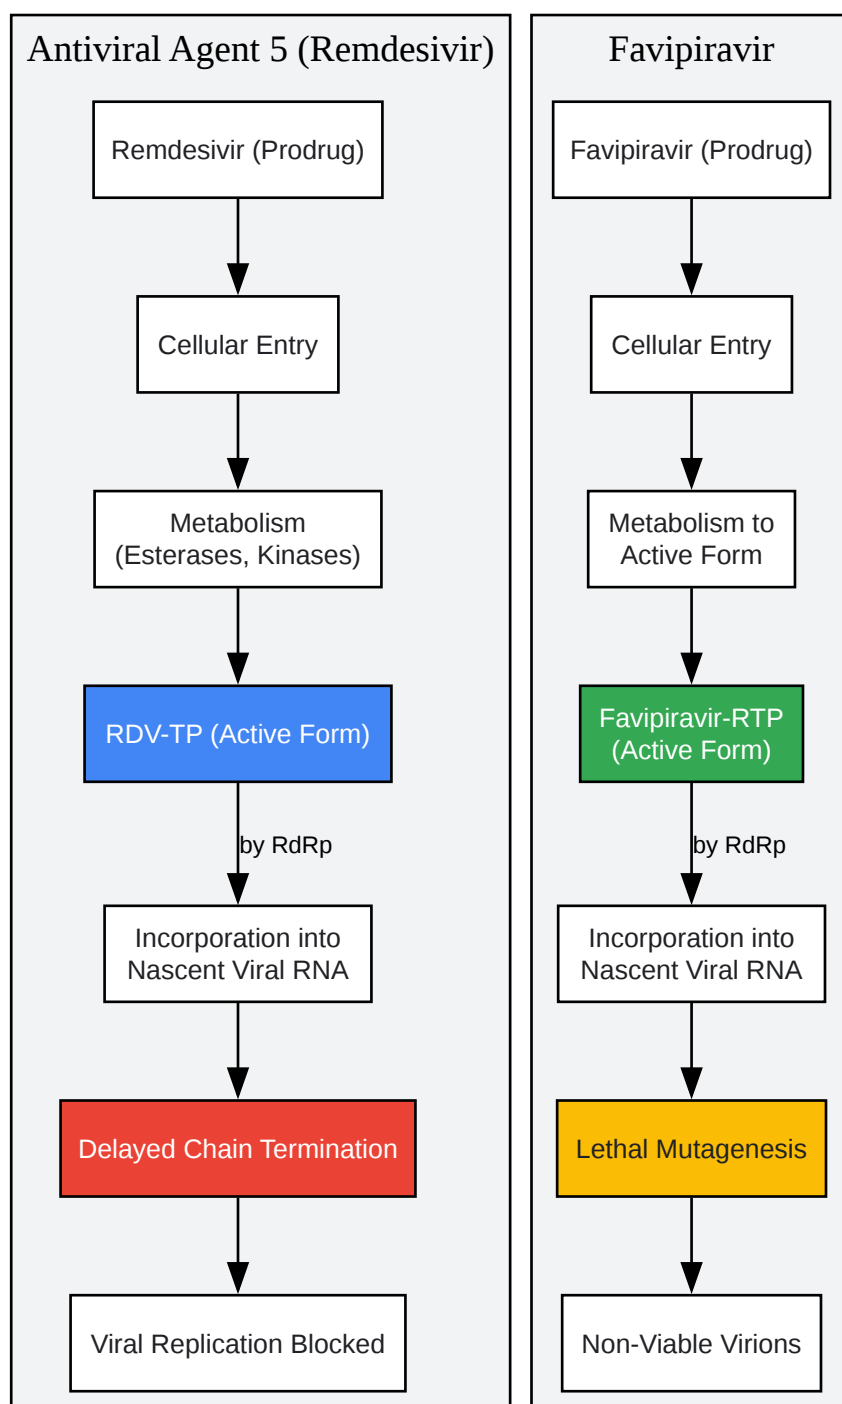 Antiviral Agent 5 (Remdesivir)
Remdesivir (Prodrug)
Cellular Entry
Metabolism
(Esterases, Kinases)
RDV-TP (Active Form)
by RdRp
Incorporation into
Nascent Viral RNA
Delayed Chain Termination
Viral Replication Blocked
Favipiravir
Favipiravir (Prodrug)
Cellular Entry
Metabolism to
Active Form
Favipiravir-RTP
(Active Form)
by RdRp
Incorporation into
Nascent Viral RNA
Lethal Mutagenesis
Non-Viable Virions